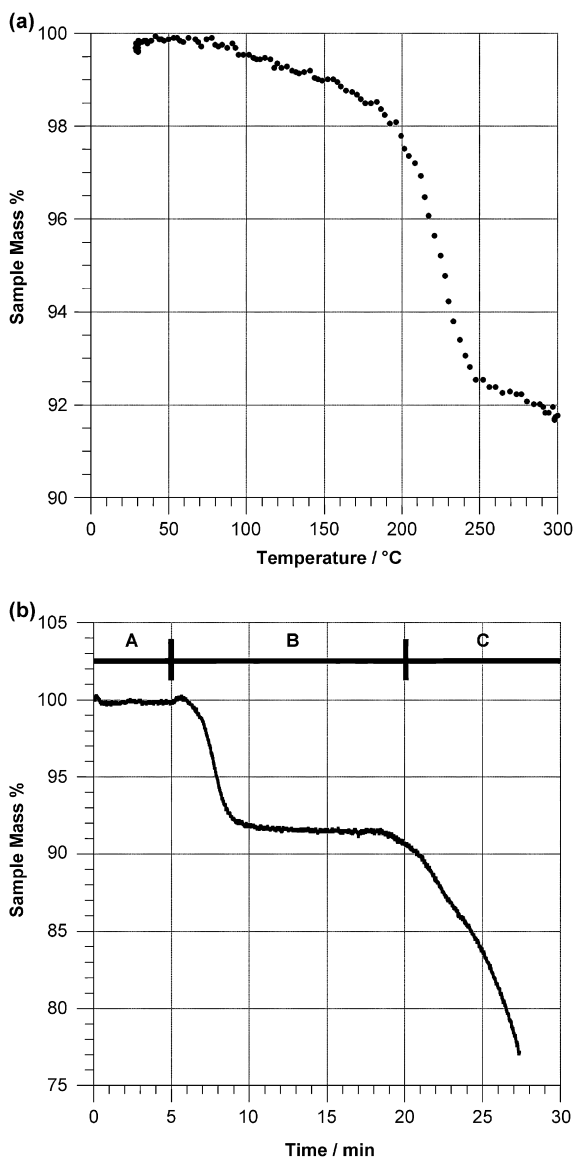 (a)
100
98
96
94
92
90
Sample Mass %
0 50 100 150 200 250 300
Temperature / °C
(b)
105
100
95
90
85
80
75
A B C
Sample Mass %
0 5 10 15 20 25 30
Time / min